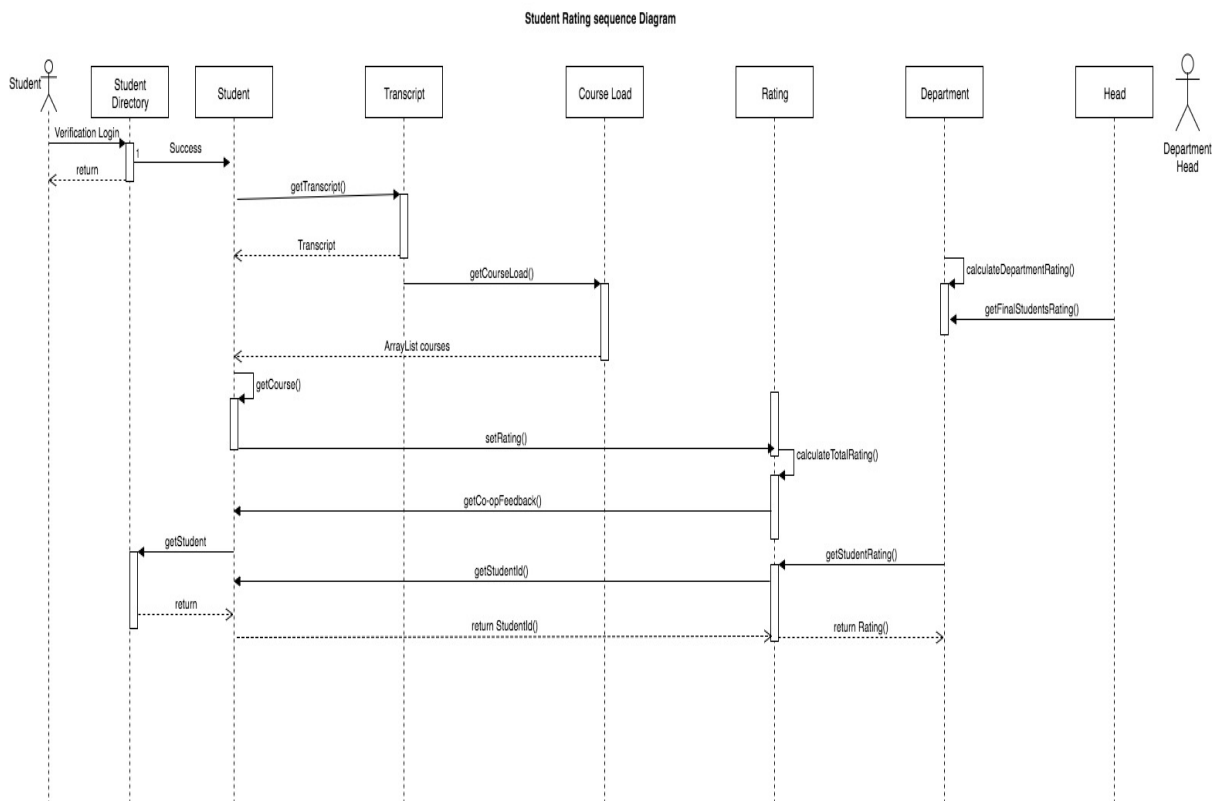 Student Rating sequence Diagram
Student
Student
Directory
Student
Transcript
Course Load
Rating
Department
Head
Department
Head
Verification Login
1
Success
return
getTranscript()
Transcript
calculateDepartmentRating()
getCourseLoad()
getFinalStudentsRating()
ArrayList courses
getCourse()
setRating()
calculateTotalRating()
getCo-opFeedback()
getStudent
getStudentRating()
getStudentId()
return
return StudentId()
return Rating()